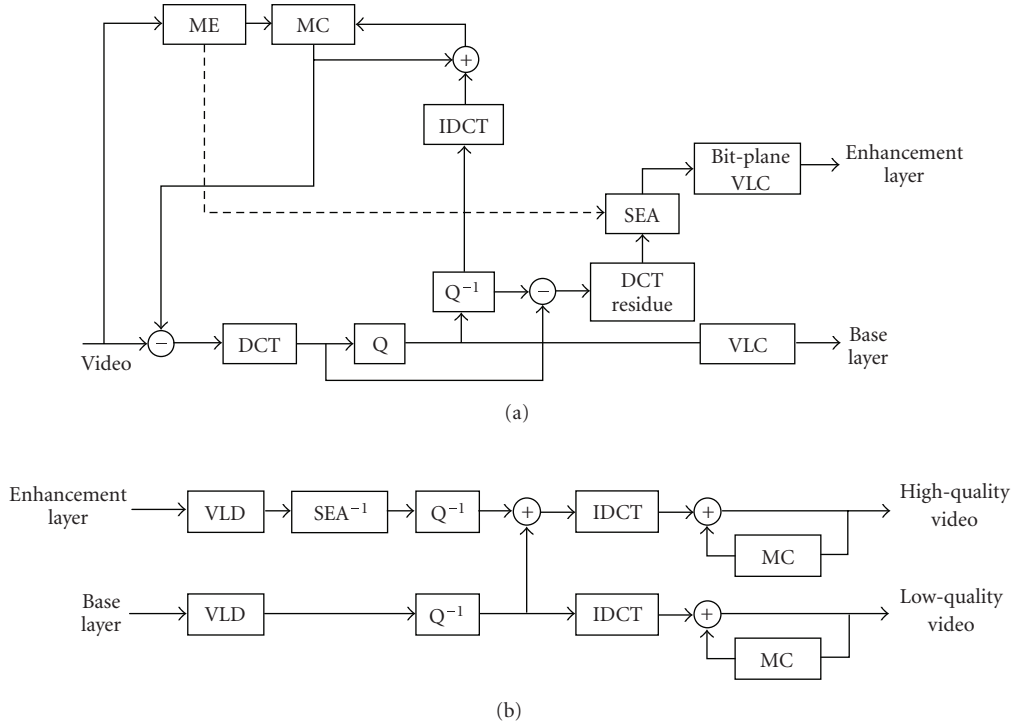 ME
MC
+
IDCT
Bit-plane
VLC
Enhancement
layer
SEA
Q⁻¹
−
DCT
residue
Video
−
DCT
Q
VLC
Base
layer
(a)
Enhancement
layer
VLD
SEA⁻¹
Q⁻¹
+
IDCT
+
High-quality
video
MC
Base
layer
VLD
Q⁻¹
IDCT
+
Low-quality
video
MC
(b)